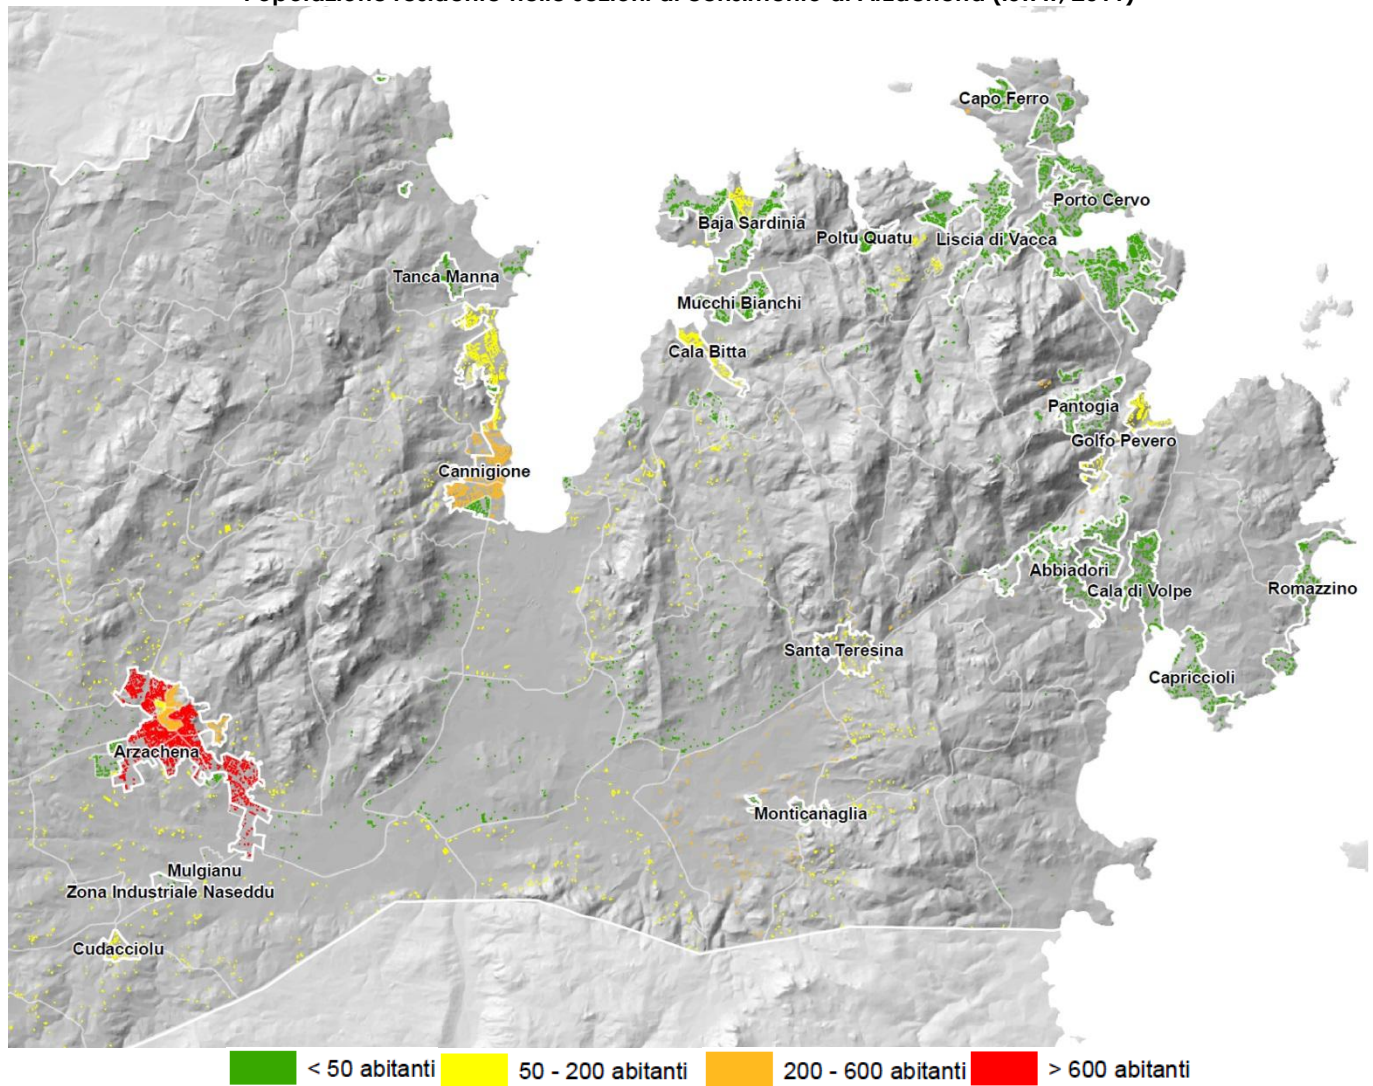 Capo Ferro
Porto Cervo
Baja Sardinia
Poltu Quatu
Liscia di Vacca
Tanca Manna
Mucchi Bianchi
Cala Bitta
Pantogia
Golfo Pevero
Cannigione
Abbiadori
Cala di Volpe
Romazzino
Santa Teresina
Capriccioli
Arzachena
Monticanaglia
Mulgianu
Zona Industriale Naseddu
Cudacciolu
< 50 abitanti
50 - 200 abitanti
200 - 600 abitanti
> 600 abitanti